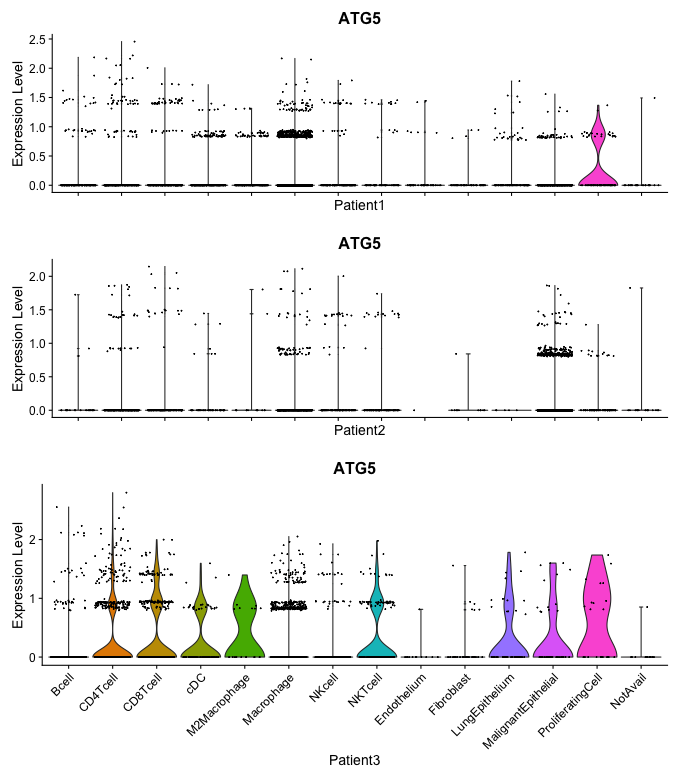 ATG5
Expression Level
2.5
2.0
1.5
1.0
0.5
0.0
Patient1
ATG5
Expression Level
2.0
1.5
1.0
0.5
0.0
Patient2
ATG5
Expression Level
2
1
0
Bcell
CD4Tcell
CD8Tcell
cDC
M2Macrophage
Macrophage
NKcell
NKTcell
Endothelium
Fibroblast
LungEpithelium
MalignantEpithelial
ProliferatingCell
NotAvail
Patient3